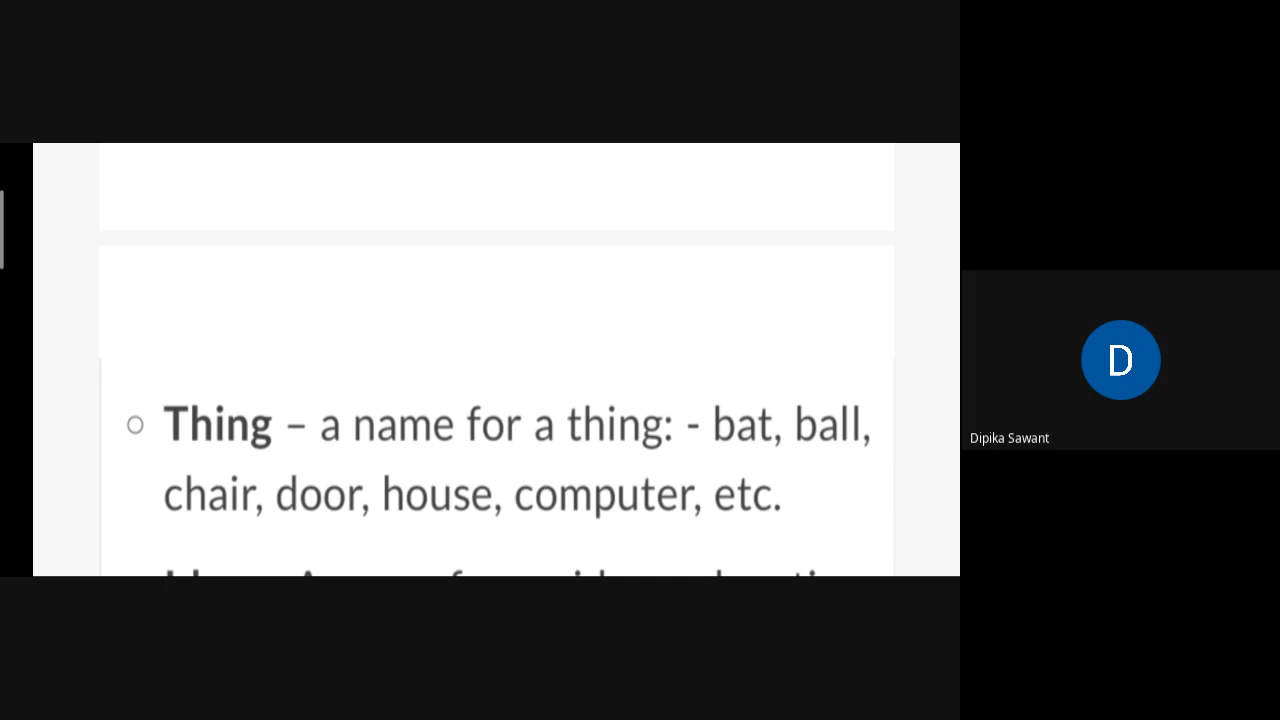 Thing – a name for a thing: - bat, ball,
chair, door, house, computer, etc.
D
Dipika Sawant